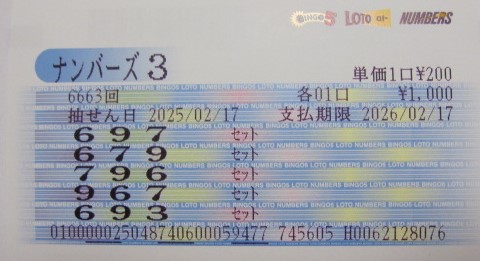 BINGO 5 LOTO NUMBERS
ナンバーズ3
単価1口¥200
6663回 各01口 ¥1,000
抽せん日 2025/02/17 支払期限 2026/02/17
697 セット
679 セット
796 セット
967 セット
693 セット
010000025048740600059477 745605 H0062128076